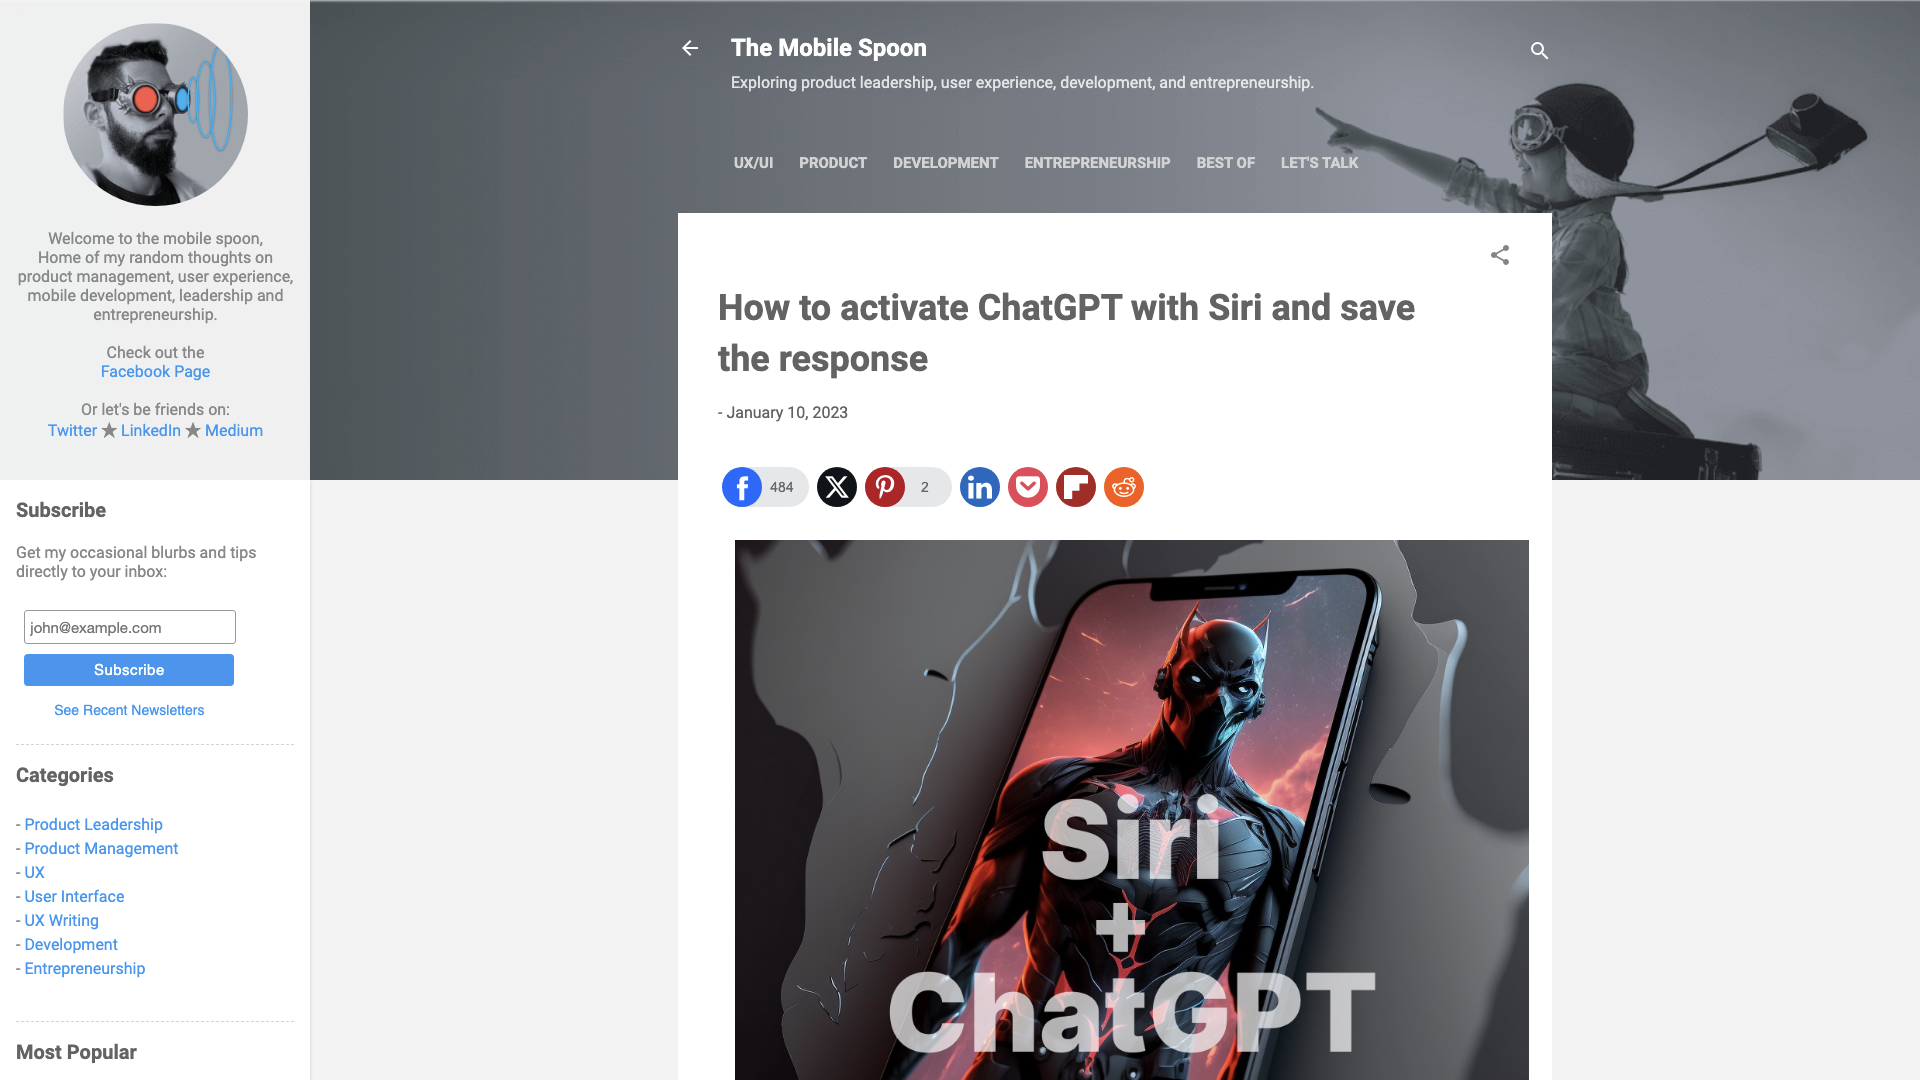 Welcome to the mobile spoon,
Home of my random thoughts on
product management, user experience,
mobile development, leadership and
entrepreneurship.
Check out the
Facebook Page
Or let's be friends on:
Twitter ★ LinkedIn ★ Medium
Subscribe
Get my occasional blurbs and tips
directly to your inbox:
john@example.com
Subscribe
See Recent Newsletters
Categories
- Product Leadership
- Product Management
- UX
- User Interface
- UX Writing
- Development
- Entrepreneurship
Most Popular
The Mobile Spoon
Exploring product leadership, user experience, development, and entrepreneurship.
UX/UI PRODUCT DEVELOPMENT ENTREPRENEURSHIP BEST OF LET'S TALK
How to activate ChatGPT with Siri and save
the response
- January 10, 2023
484
2
Siri
+
ChatGPT